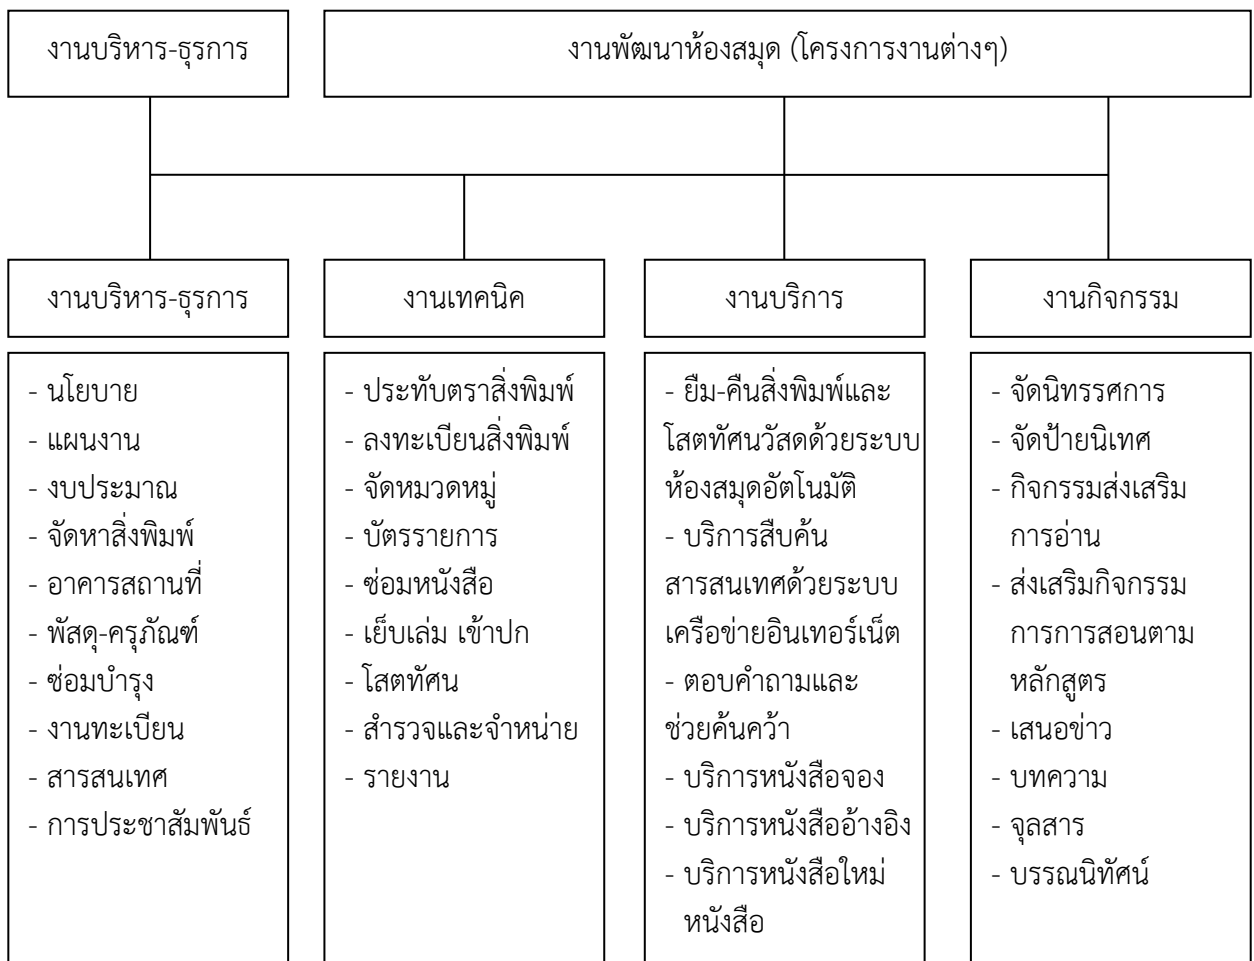 งานบริหาร-ธุรการ
งานพัฒนาห้องสมุด (โครงการงานต่างๆ)
งานบริหาร-ธุรการ
งานเทคนิค
งานบริการ
งานกิจกรรม
- นโยบาย
- แผนงาน
- งบประมาณ
- จัดหาสิ่งพิมพ์
- อาคารสถานที่
- พัสดุ-ครุภัณฑ์
- ซ่อมบำรุง
- งานทะเบียน
- สารสนเทศ
- การประชาสัมพันธ์
- ประทับตราสิ่งพิมพ์
- ลงทะเบียนสิ่งพิมพ์
- จัดหมวดหมู่
- บัตรรายการ
- ซ่อมหนังสือ
- เย็บเล่ม เข้าปก
- โสตทัศน
- สำรวจและจำหน่าย
- รายงาน
- ยืม-คืนสิ่งพิมพ์และ
โสตทัศนวัสดด้วยระบบ
ห้องสมุดอัตโนมัติ
- บริการสืบค้น
สารสนเทศด้วยระบบ
เครือข่ายอินเทอร์เน็ต
- ตอบคำถามและ
ช่วยค้นคว้า
- บริการหนังสือจอง
- บริการหนังสืออ้างอิง
- บริการหนังสือใหม่
หนังสือ
- จัดนิทรรศการ
- จัดป้ายนิเทศ
- กิจกรรมส่งเสริม
การอ่าน
- ส่งเสริมกิจกรรม
การการสอนตาม
หลักสูตร
- เสนอข่าว
- บทความ
- จุลสาร
- บรรณนิทัศน์